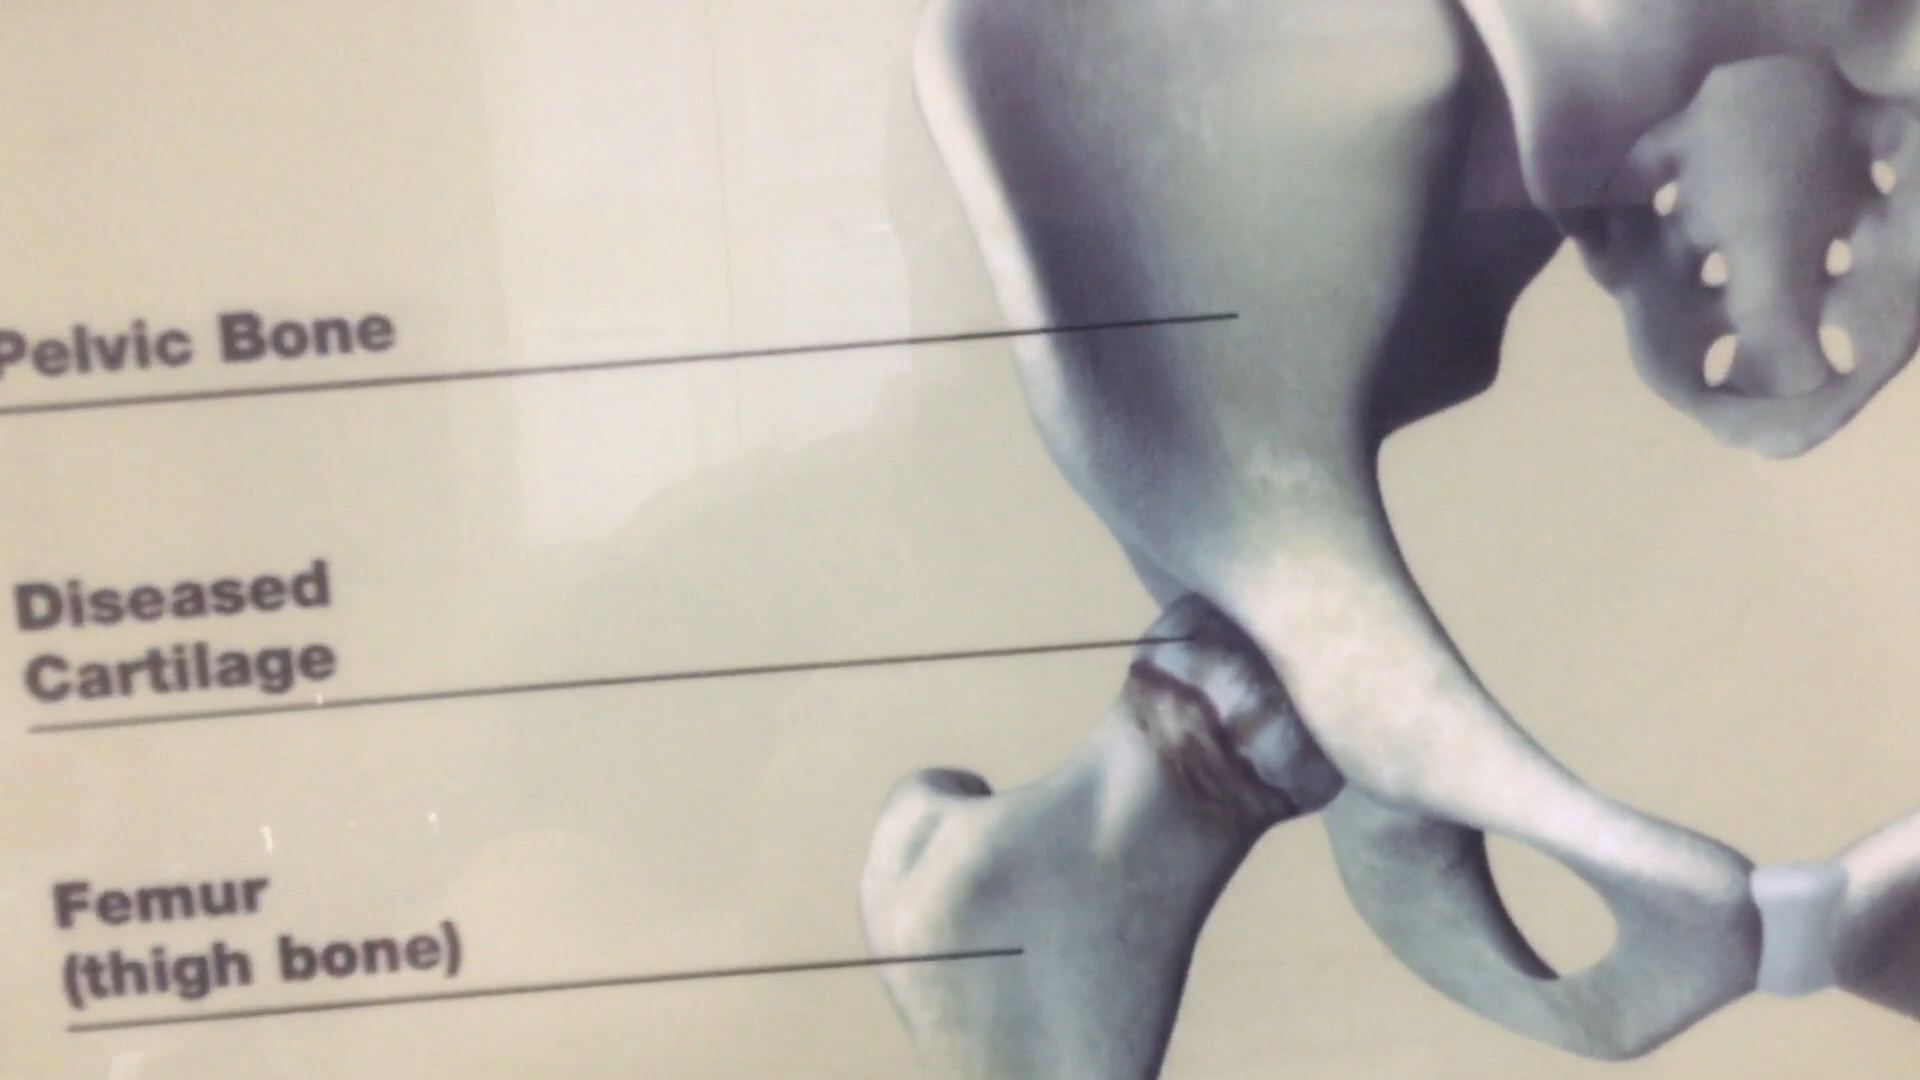 Pelvic Bone
Diseased
Cartilage
Femur
(thigh bone)